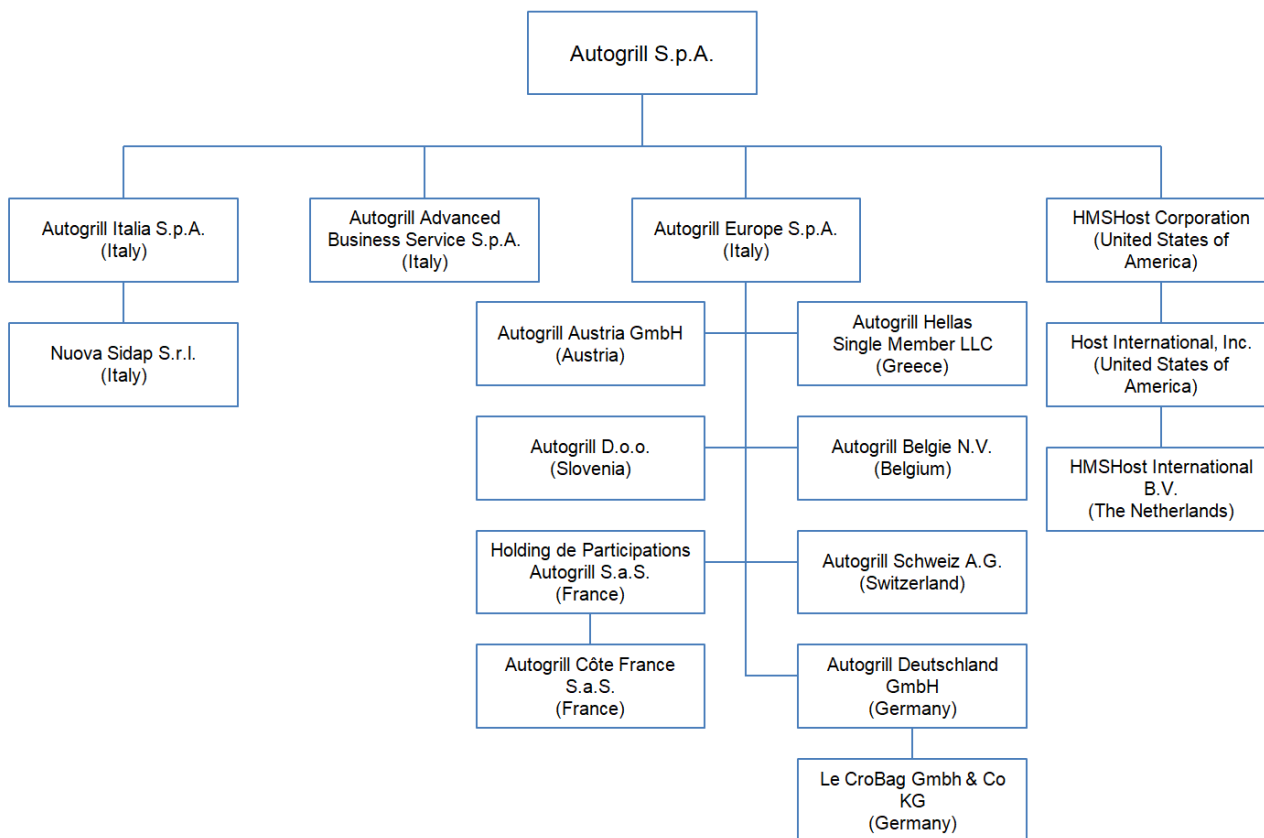 Autogrill S.p.A.
Autogrill Italia S.p.A.
(Italy)
Autogrill Advanced
Business Service S.p.A.
(Italy)
Autogrill Europe S.p.A.
(Italy)
HMSHost Corporation
(United States of
America)
Nuova Sidap S.r.l.
(Italy)
Autogrill Austria GmbH
(Austria)
Autogrill Hellas
Single Member LLC
(Greece)
Host International, Inc.
(United States of
America)
Autogrill D.o.o.
(Slovenia)
Autogrill Belgie N.V.
(Belgium)
HMSHost International
B.V.
(The Netherlands)
Holding de Participations
Autogrill S.a.S.
(France)
Autogrill Schweiz A.G.
(Switzerland)
Autogrill Côte France
S.a.S.
(France)
Autogrill Deutschland
GmbH
(Germany)
Le CroBag Gmbh & Co
KG
(Germany)